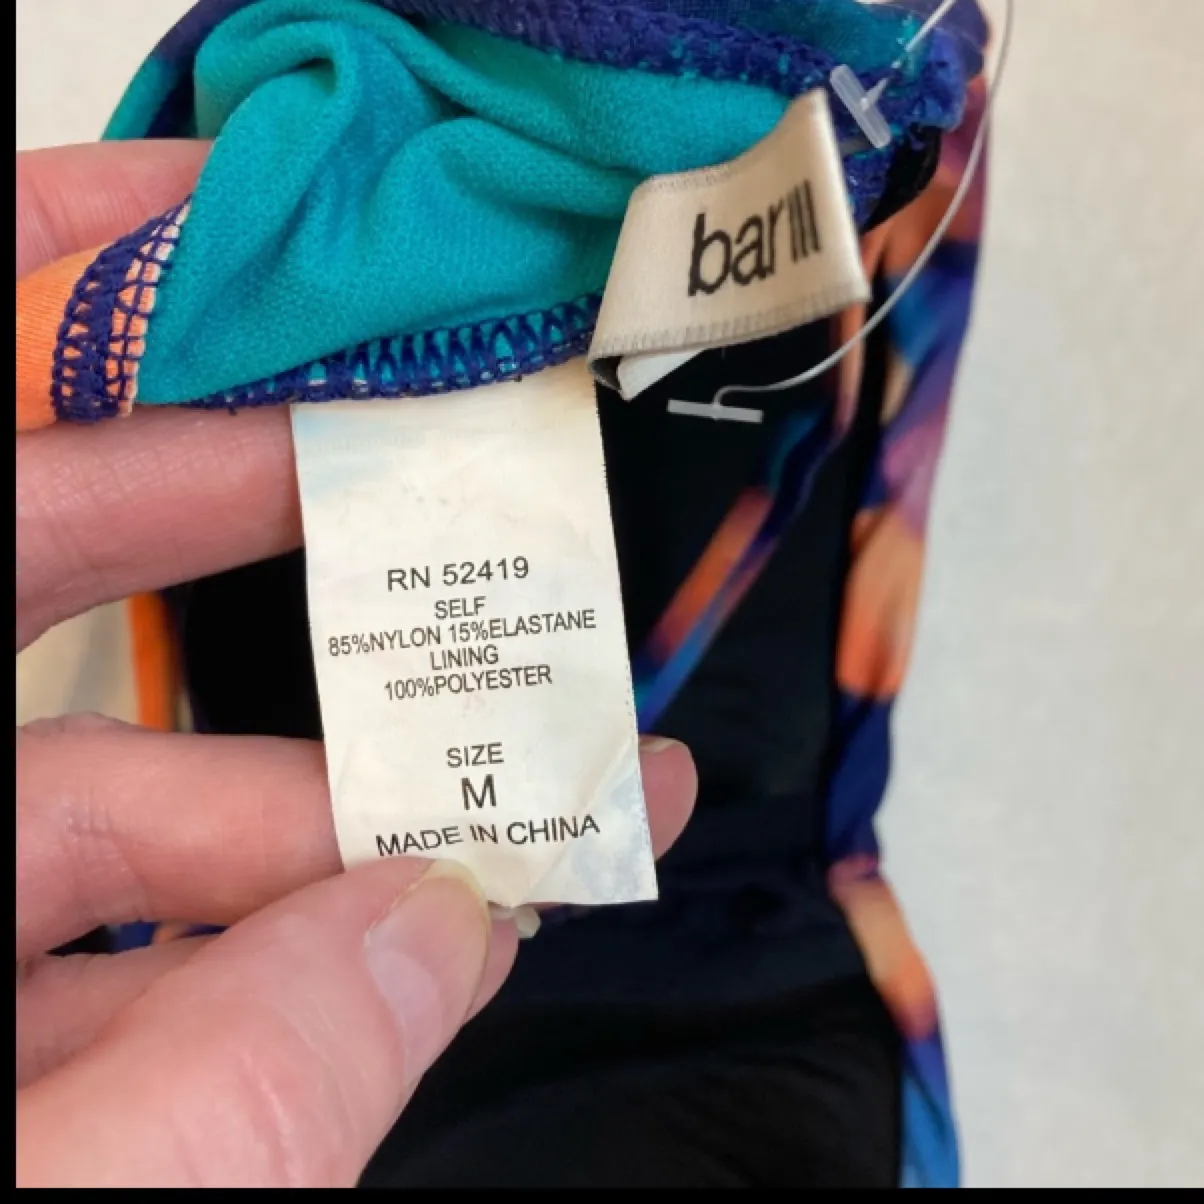 bar III
RN 52419
SELF
85%NYLON 15%ELASTANE
LINING
100%POLYESTER
SIZE
M
MADE IN CHINA